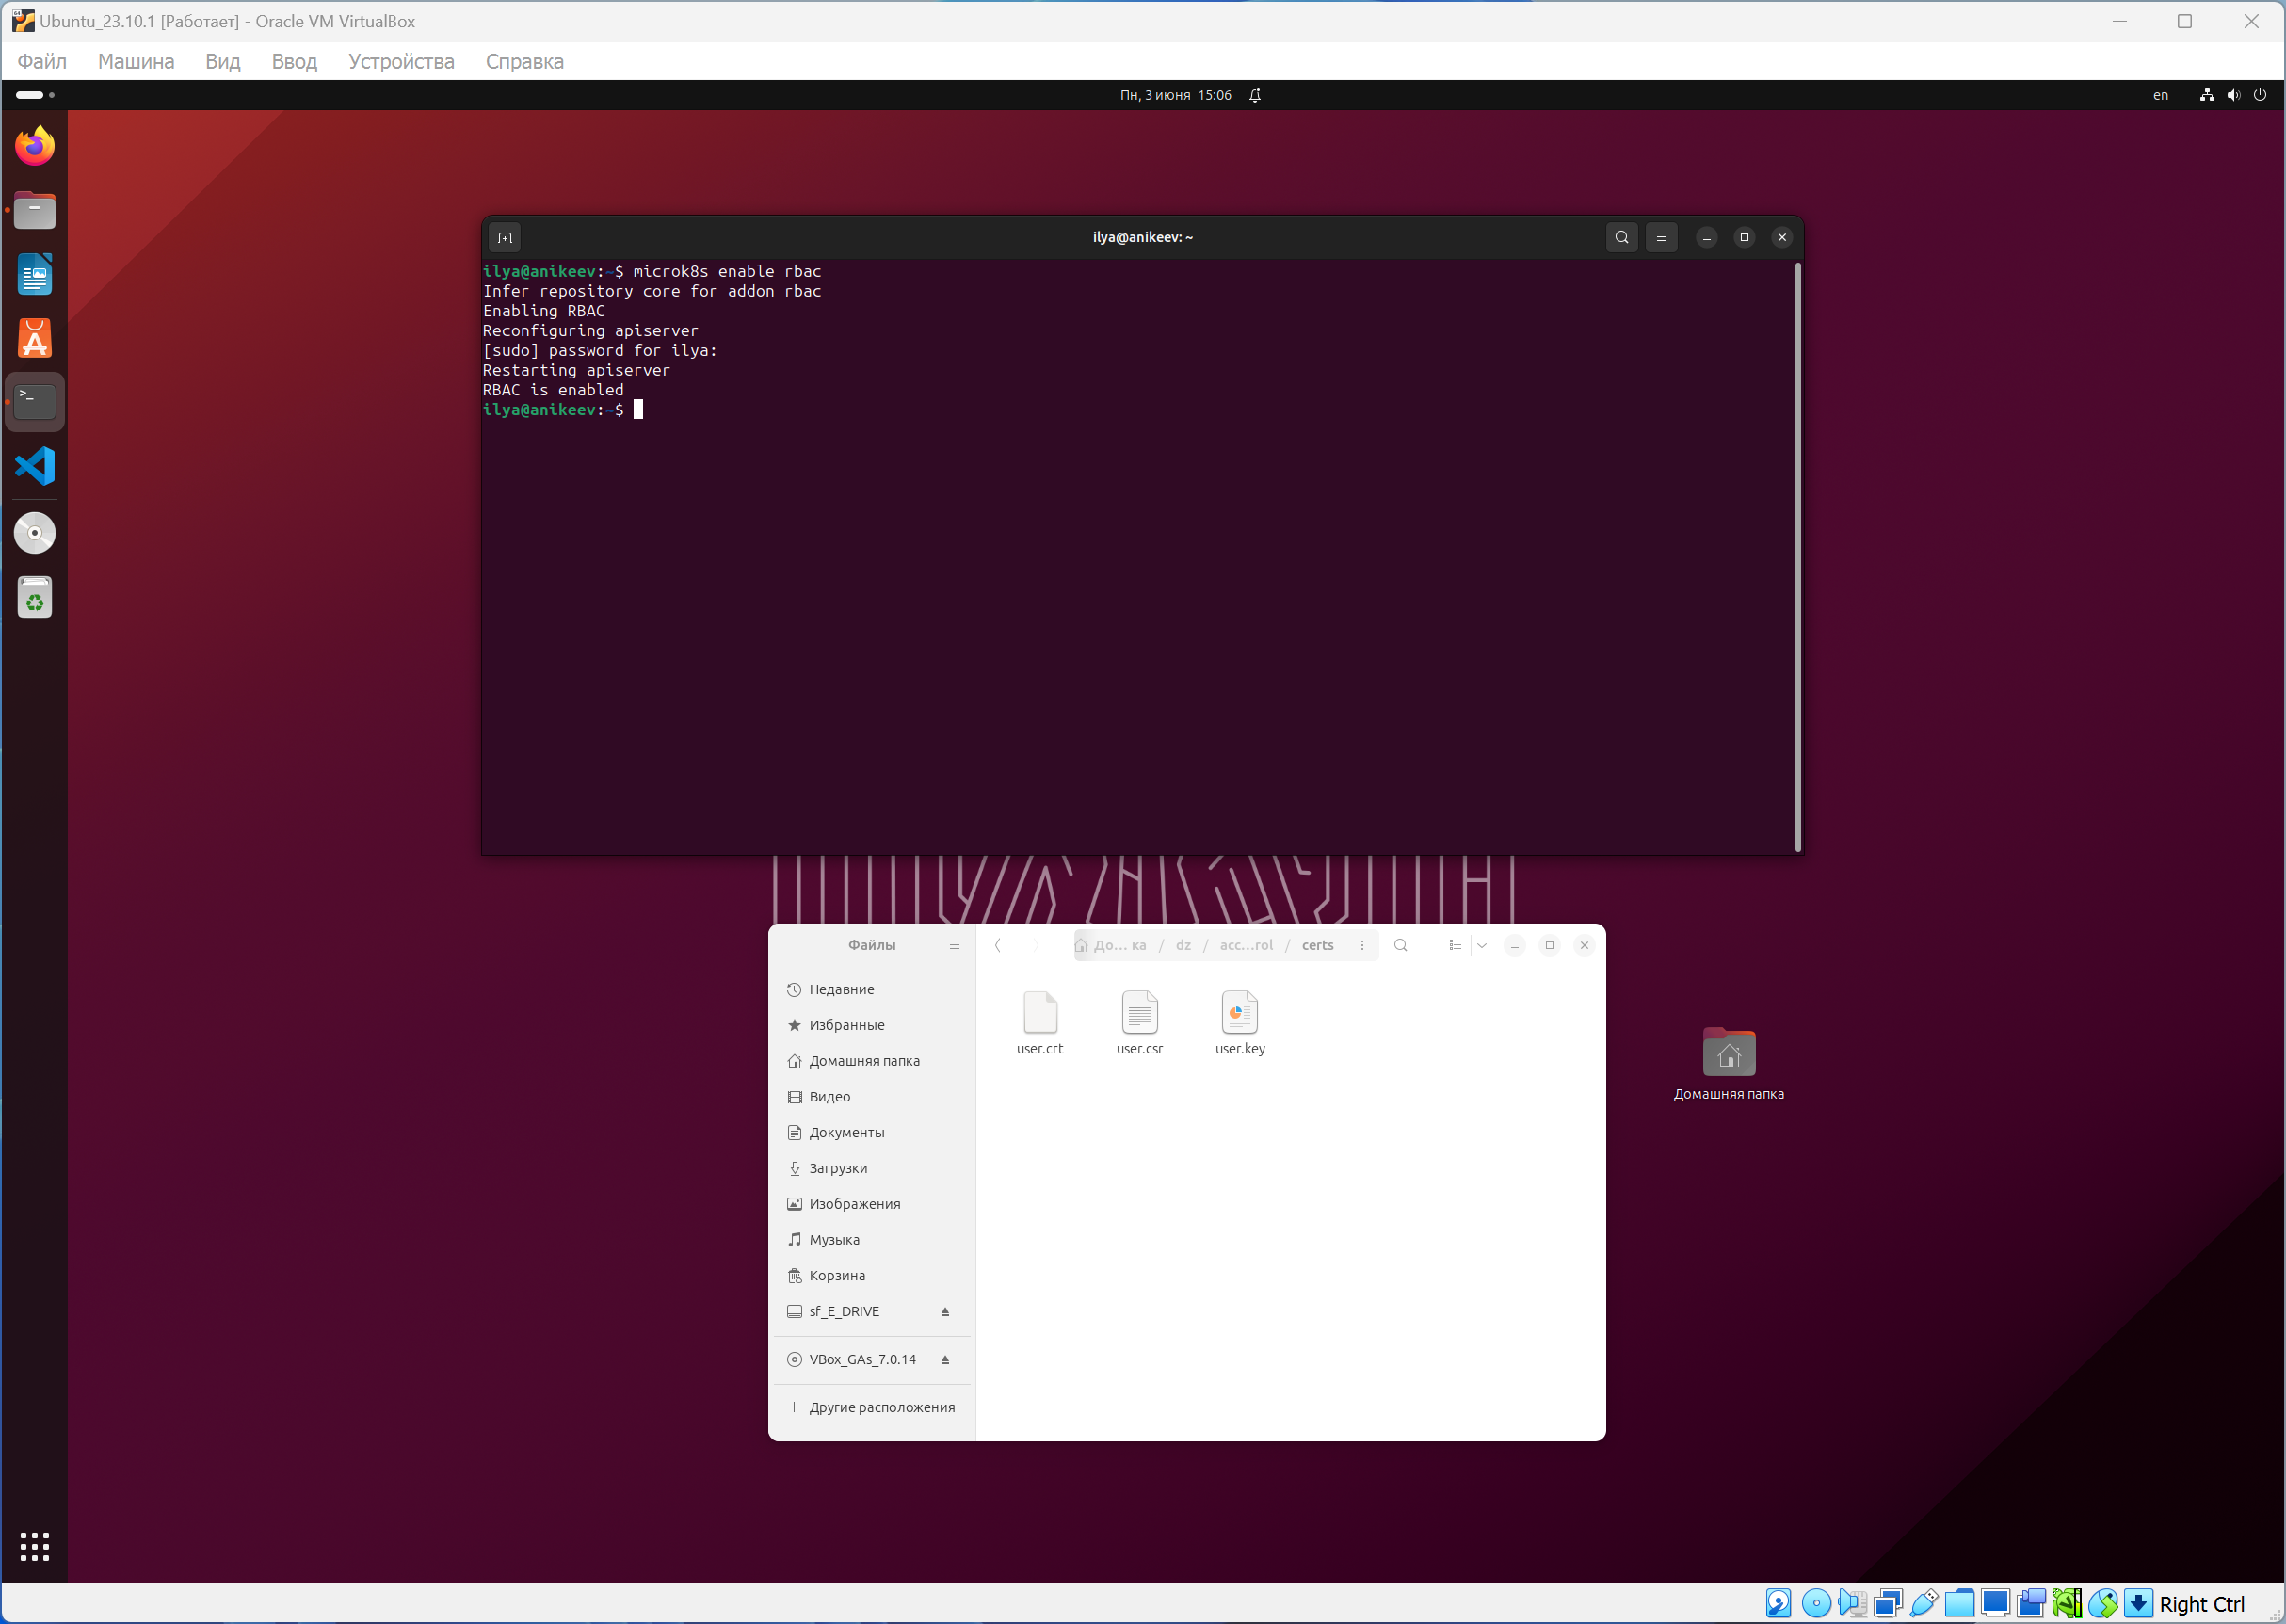 Ubuntu_23.10.1 [Работает] - Oracle VM VirtualBox
Файл Машина Вид Ввод Устройства Справка
Пн, 3 июня 15:06
en
ilya@anikeev: ~
ilya@anikeev:~$ microk8s enable rbac
Infer repository core for addon rbac
Enabling RBAC
Reconfiguring apiserver
[sudo] password for ilya:
Restarting apiserver
RBAC is enabled
ilya@anikeev:~$
Файлы
До... ка / dz / acc...rol / certs
Недавние
Избранные
Домашняя папка
Видео
Документы
Загрузки
Изображения
Музыка
Корзина
sf_E_DRIVE
VBox_GAs_7.0.14
Другие расположения
user.crt
user.csr
user.key
Домашняя папка
Right Ctrl